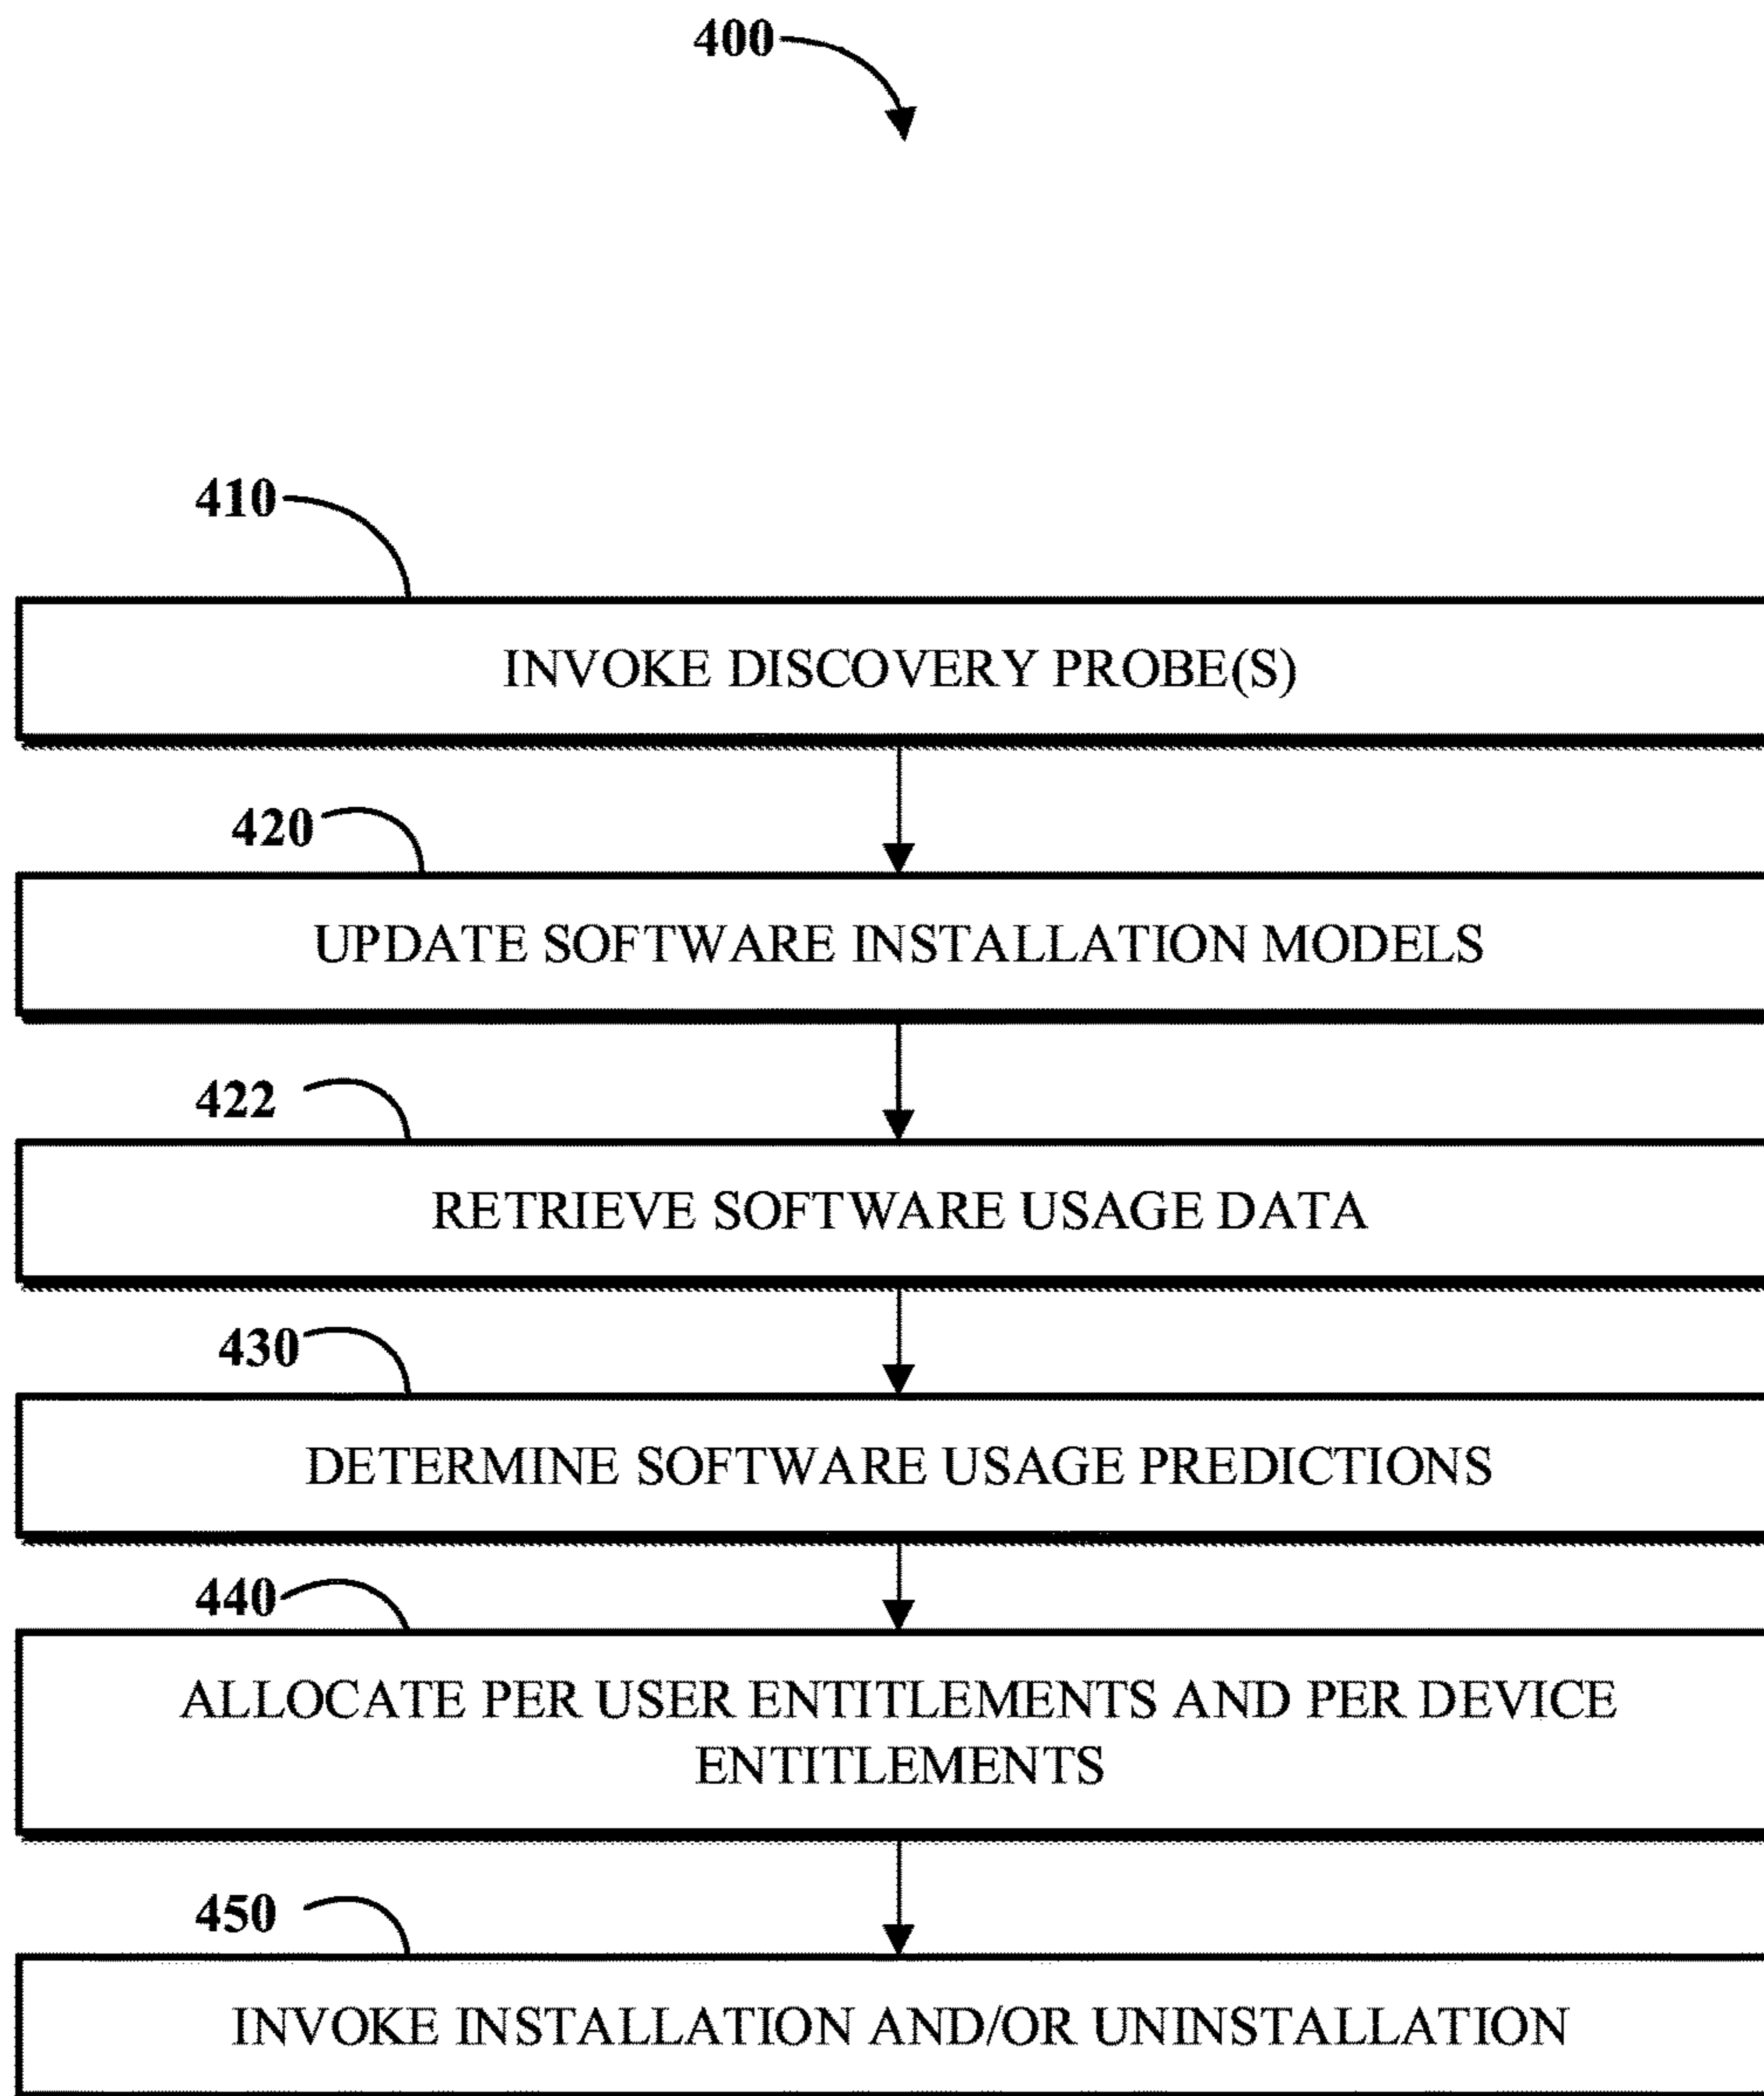 400
410
INVOKE DISCOVERY PROBE(S)
420
UPDATE SOFTWARE INSTALLATION MODELS
422
RETRIEVE SOFTWARE USAGE DATA
430
DETERMINE SOFTWARE USAGE PREDICTIONS
440
ALLOCATE PER USER ENTITLEMENTS AND PER DEVICE
ENTITLEMENTS
450
INVOKE INSTALLATION AND/OR UNINSTALLATION